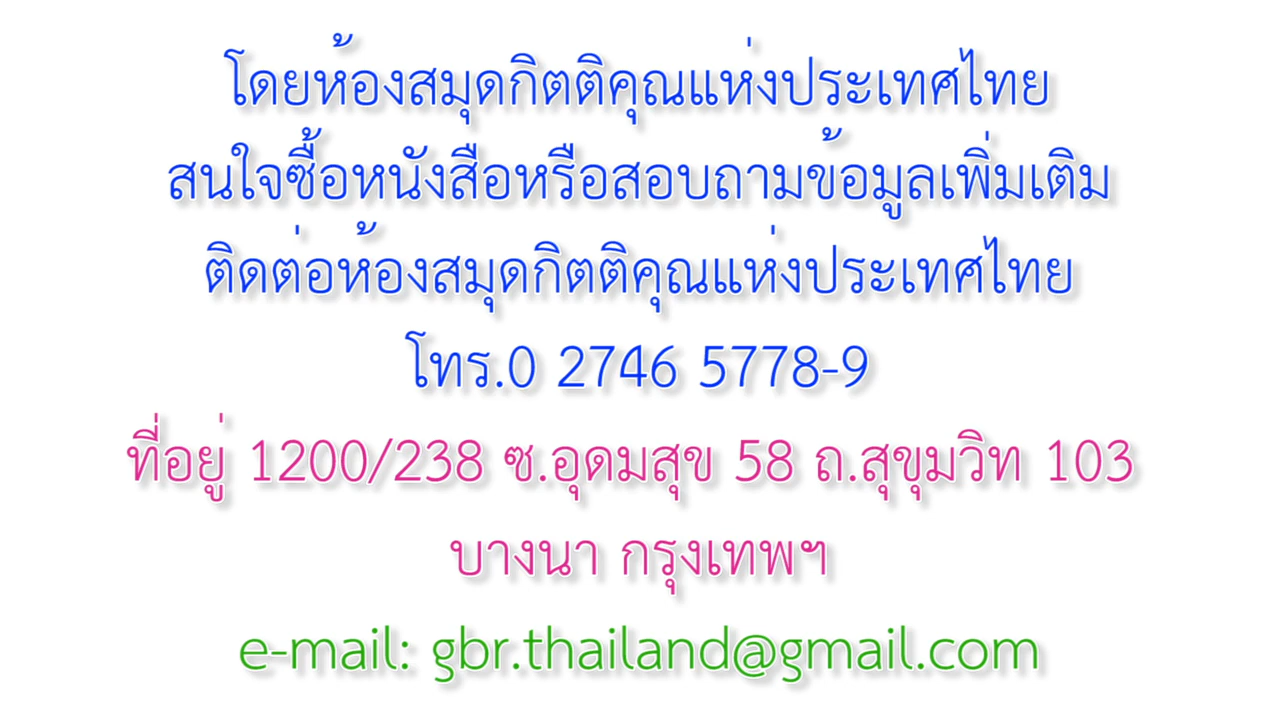 โดยห้องสมุดกิตติคุณแห่งประเทศไทย
สนใจซื้อหนังสือหรือสอบถามข้อมูลเพิ่มเติม
ติดต่อห้องสมุดกิตติคุณแห่งประเทศไทย
โทร.0 2746 5778-9
ที่อยู่ 1200/238 ซ.อุดมสุข 58 ถ.สุขุมวิท 103
บางนา กรุงเทพฯ
e-mail: gbr.thailand@gmail.com